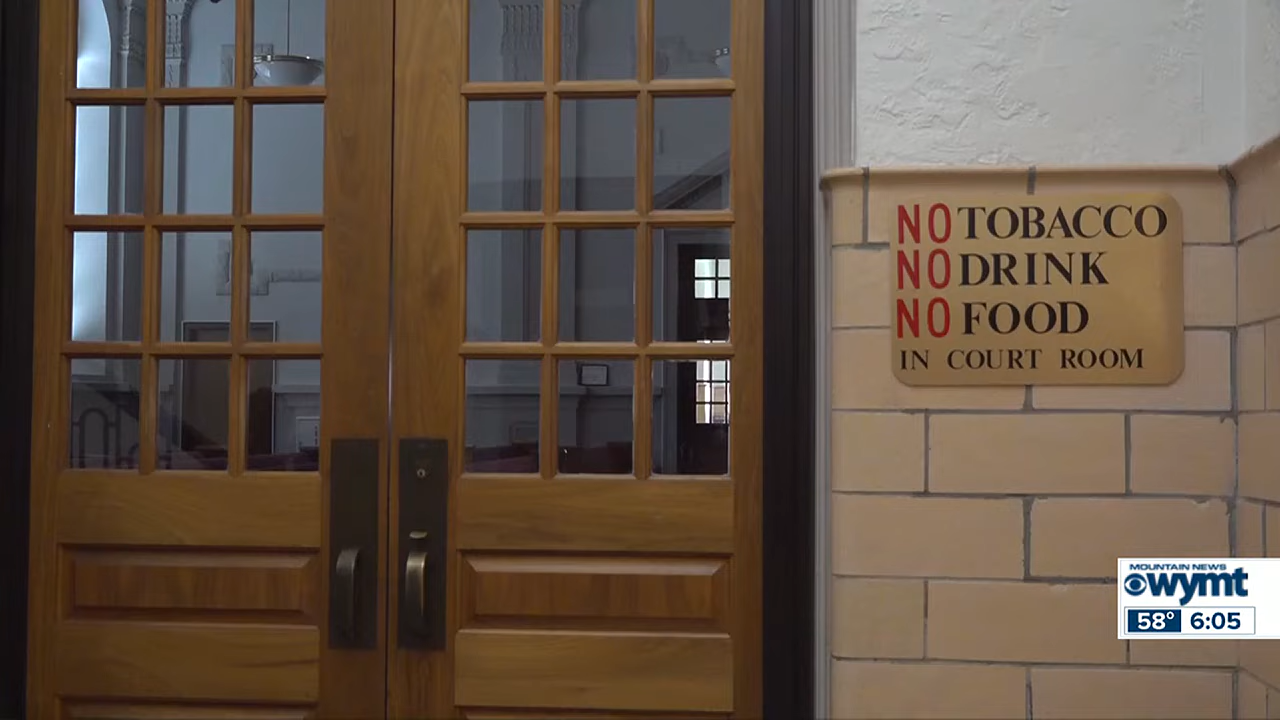 NO TOBACCO
NO DRINK
NO FOOD
IN COURT ROOM
MOUNTAIN NEWS
wymt
58° 6:05